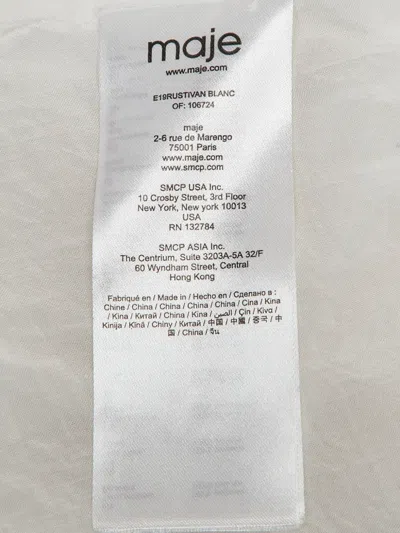 maje
www.maje.com
E19RUSTIVAN BLANC
OF: 106724
maje
2-6 rue de Marengo
75001 Paris
www.maje.com
www.smcp.com
SMCP USA Inc.
10 Crosby Street, 3rd Floor
New York, New york 10013
USA
RN 132784
SMCP ASIA Inc.
The Centrium, Suite 3203A-5A 32/F
60 Wyndham Street, Central
Hong Kong
Fabriqué en / Made in / Hecho en / Сделано в :
Chine / China / China / China / China / Cina / Kina
/ Kina / Китай / China / Kina / الصين / Çin / Κίνα /
Kinija / Ķīnā / Chiny / Китай / 中国 / 中國 / 중국 / 中
国 / China / จีน